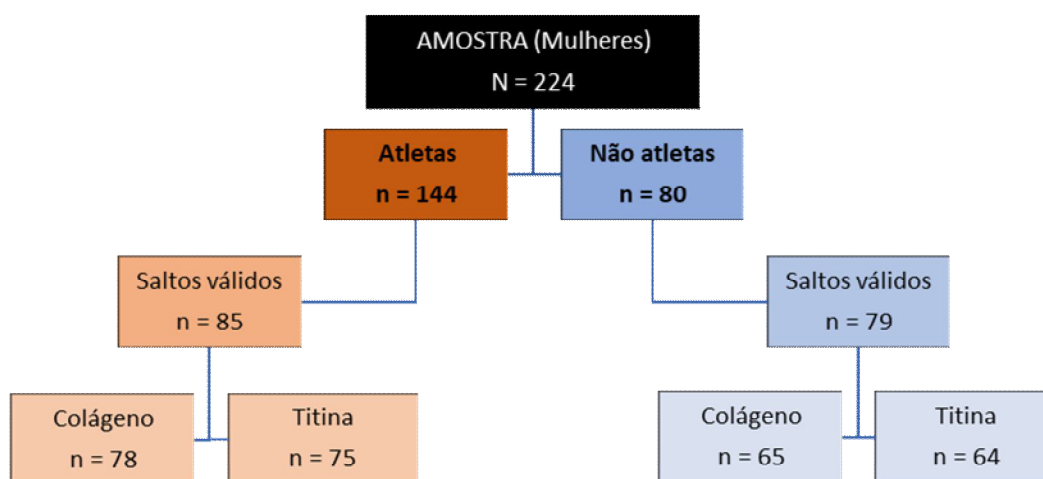 AMOSTRA (Mulheres)
N = 224
Atletas
n = 144
Não atletas
n = 80
Saltos válidos
n = 85
Saltos válidos
n = 79
Colágeno
n = 78
Titina
n = 75
Colágeno
n = 65
Titina
n = 64